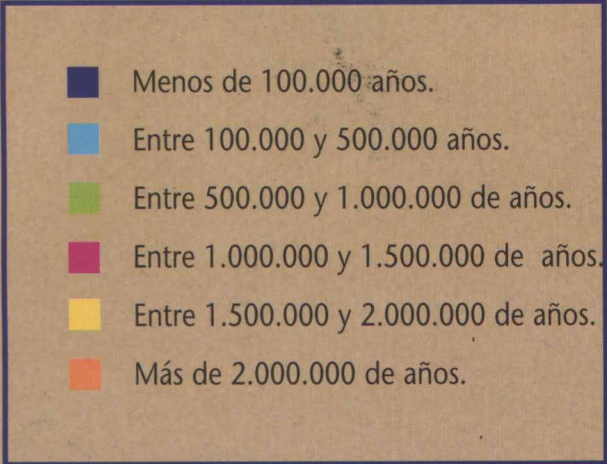 Menos de 100.000 años.
Entre 100.000 y 500.000 años.
Entre 500.000 y 1.000.000 de años.
Entre 1.000.000 y 1.500.000 de años.
Entre 1.500.000 y 2.000.000 de años.
Más de 2.000.000 de años.